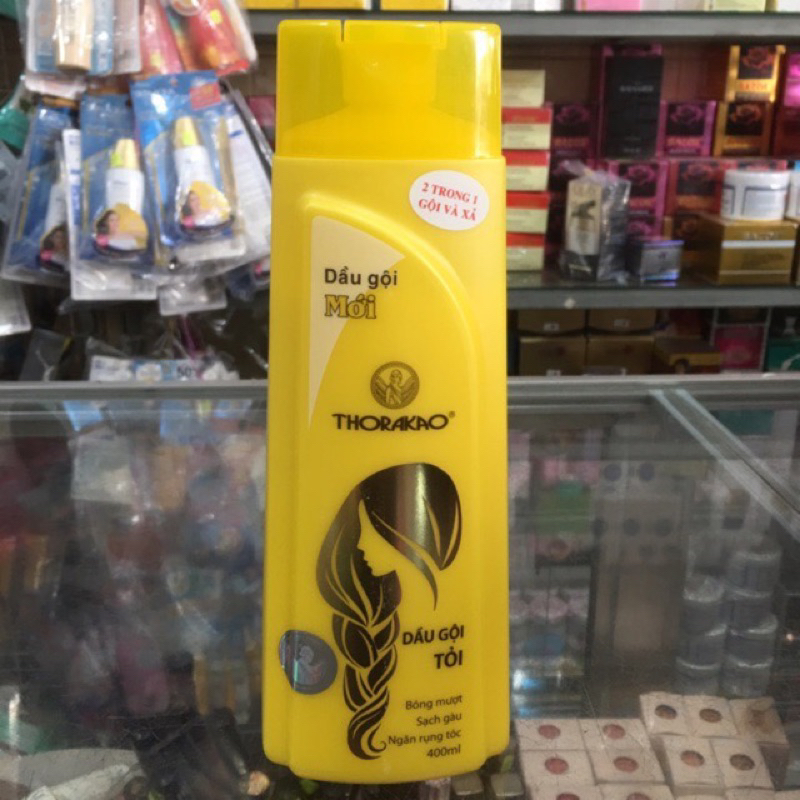 2 TRONG 1
GỘI VÀ XẢ
Dầu gội
Mới
THORAKAO®
DẦU GỘI
TỎI
Bóng mượt
Sạch gàu
Ngăn rụng tóc
400ml